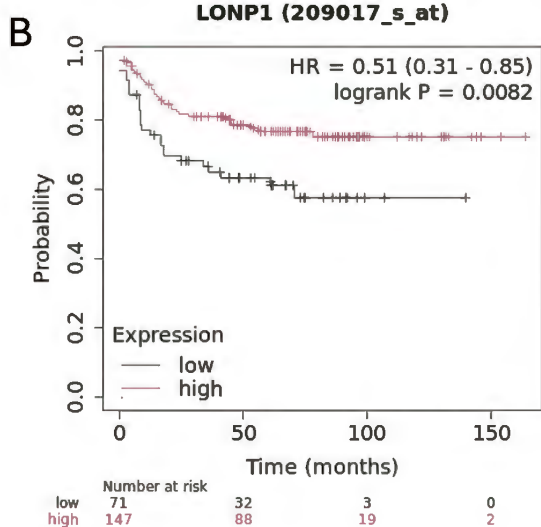 B
LONP1 (209017_s_at)
HR = 0.51 (0.31 - 0.85)
logrank P = 0.0082
Probability
1.0
0.8
0.6
0.4
0.2
0.0
Expression
low
high
0 50 100 150
Time (months)
Number at risk
low 71 32 3 0
high 147 88 19 2